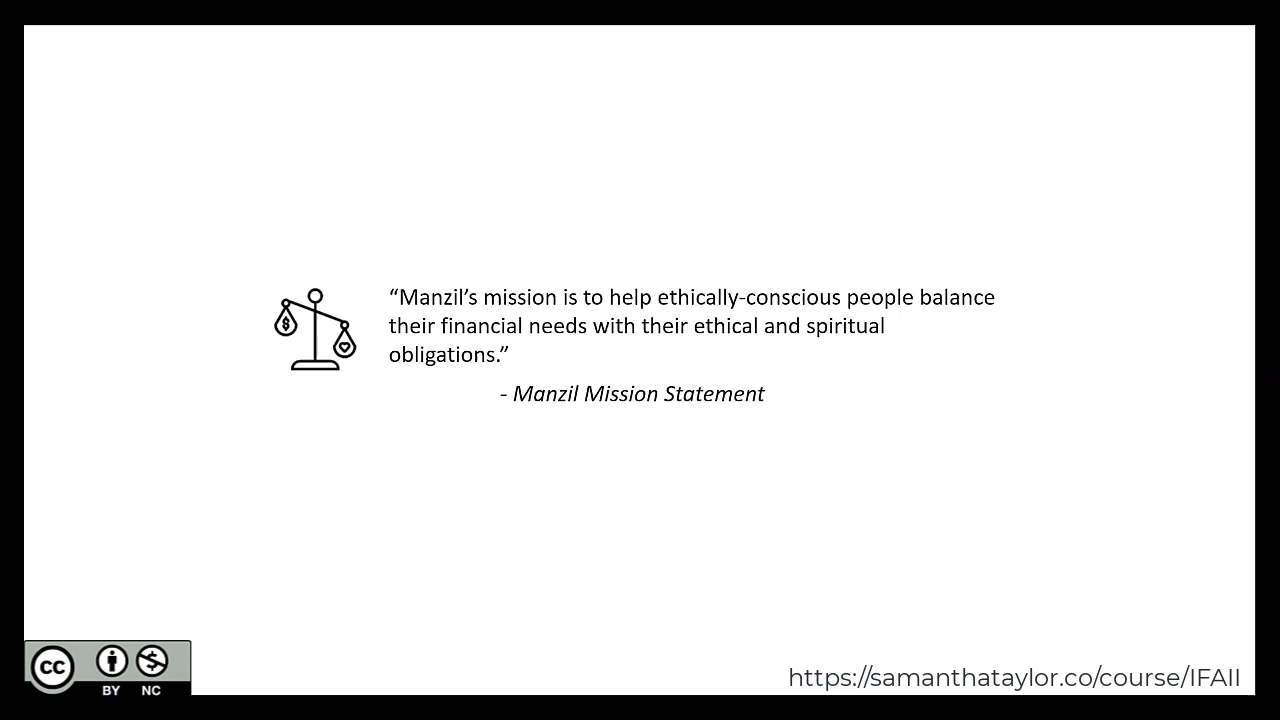 “Manzil’s mission is to help ethically-conscious people balance
their financial needs with their ethical and spiritual
obligations.”
- Manzil Mission Statement
cc
BY NC
https://samanthataylor.co/course/IFAII